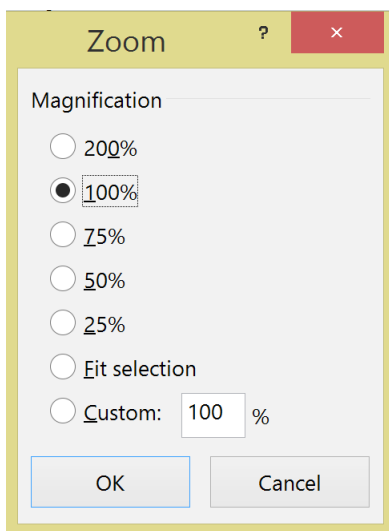 Zoom ? ×
Magnification
200%
100%
75%
50%
25%
Fit selection
Custom: 100 %
OK Cancel